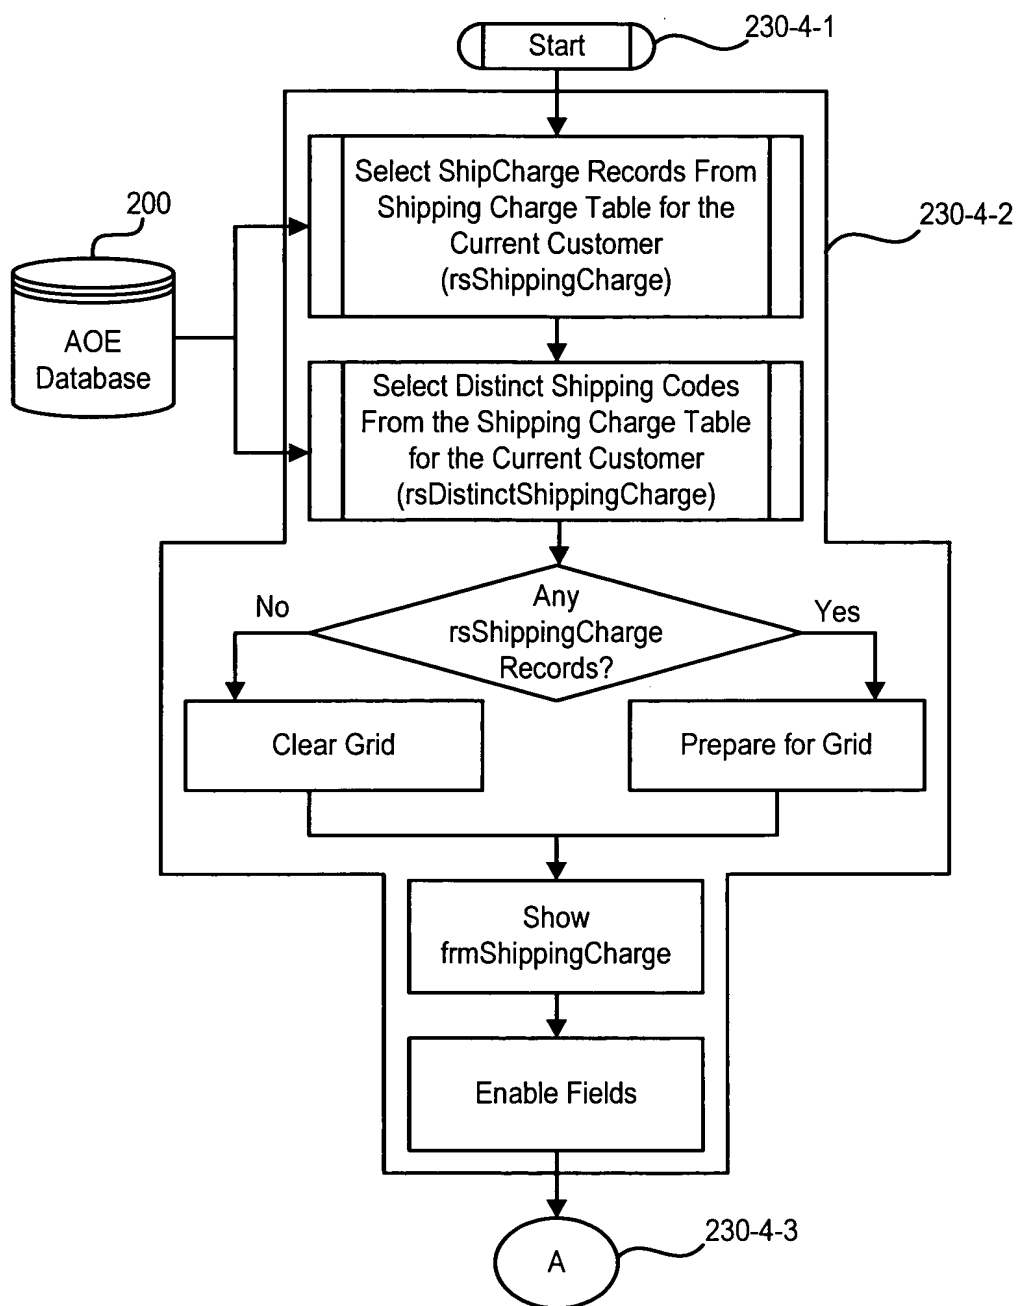 Start
230-4-1
Select ShipCharge Records From
Shipping Charge Table for the
Current Customer
(rsShippingCharge)
200
230-4-2
AOE
Database
Select Distinct Shipping Codes
From the Shipping Charge Table
for the Current Customer
(rsDistinctShippingCharge)
No
Any
rsShippingCharge
Records?
Yes
Clear Grid
Prepare for Grid
Show
frmShippingCharge
Enable Fields
A
230-4-3